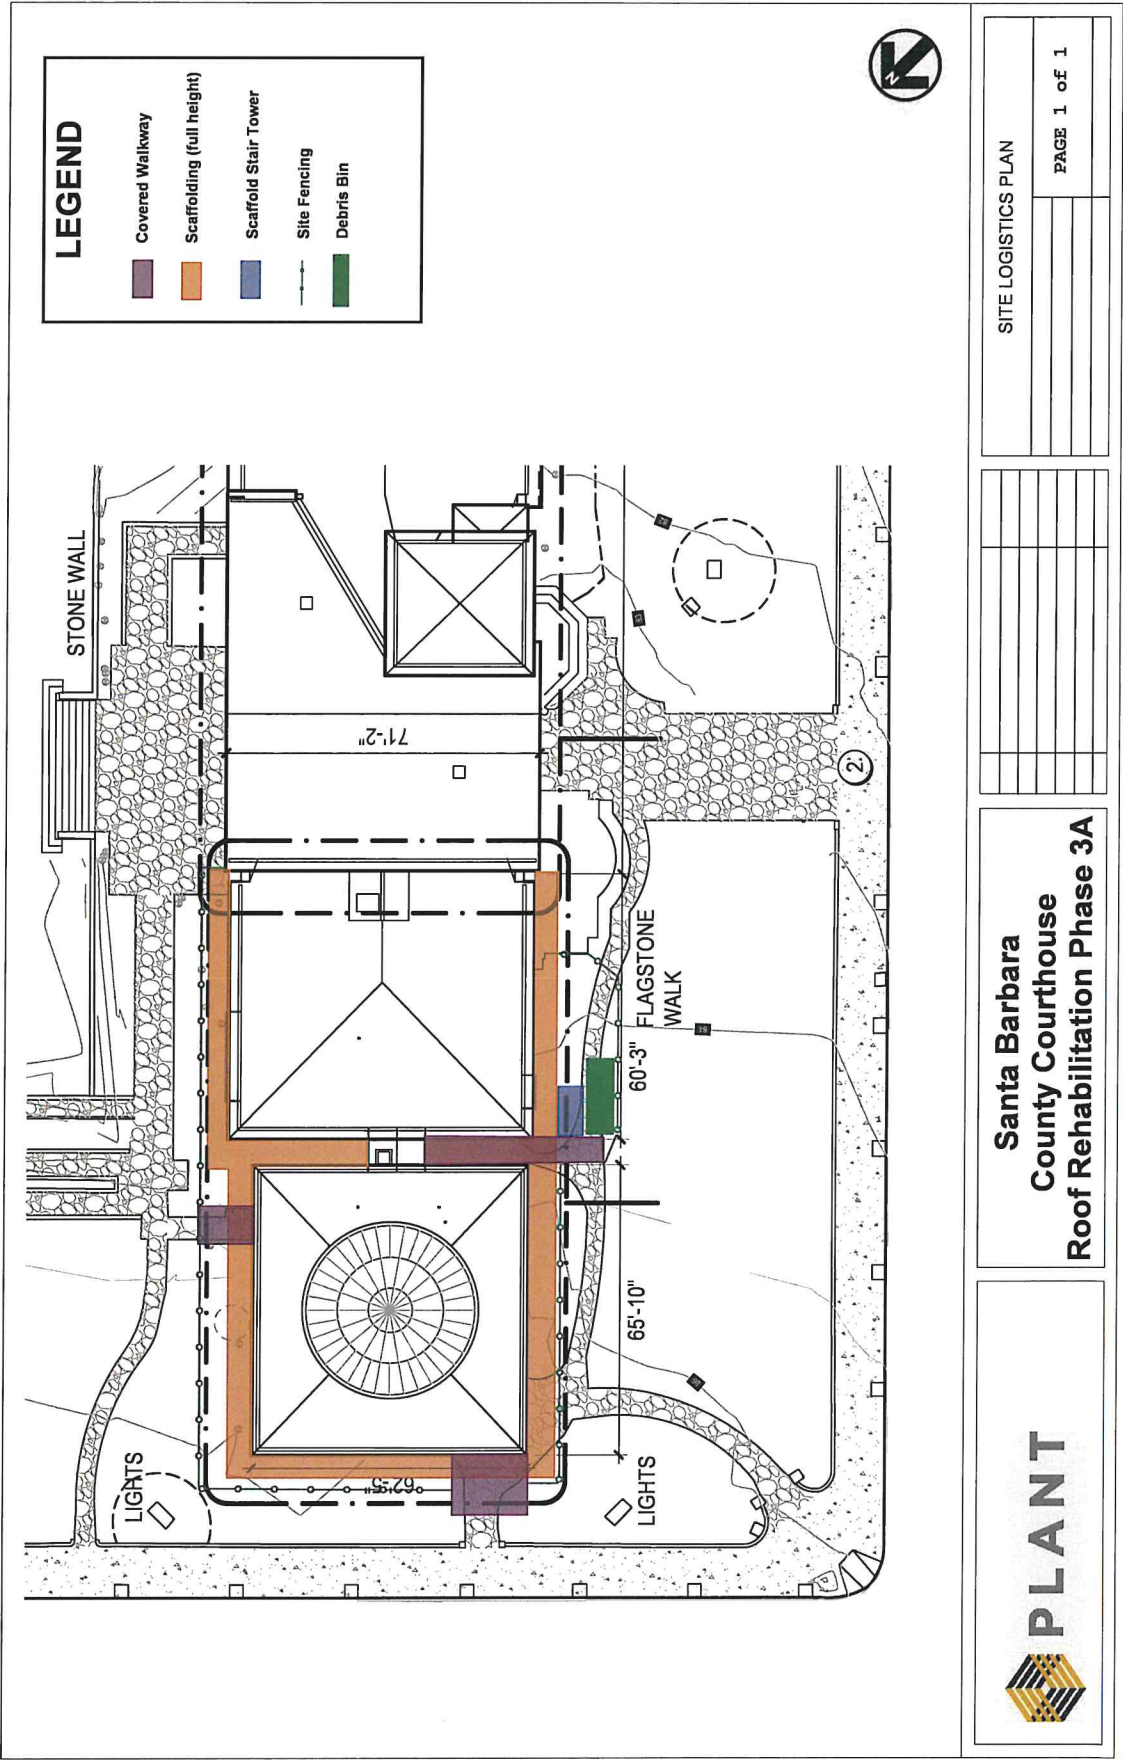 LEGEND
Covered Walkway
Scaffolding (full height)
Scaffold Stair Tower
Site Fencing
Debris Bin
N
STONE WALL
71'-2"
FLAGSTONE
WALK
60'-3"
65'-10"
62'-5"
LIGHTS
LIGHTS
2
83
84
PLANT
Santa Barbara
County Courthouse
Roof Rehabilitation Phase 3A
SITE LOGISTICS PLAN
PAGE 1 of 1